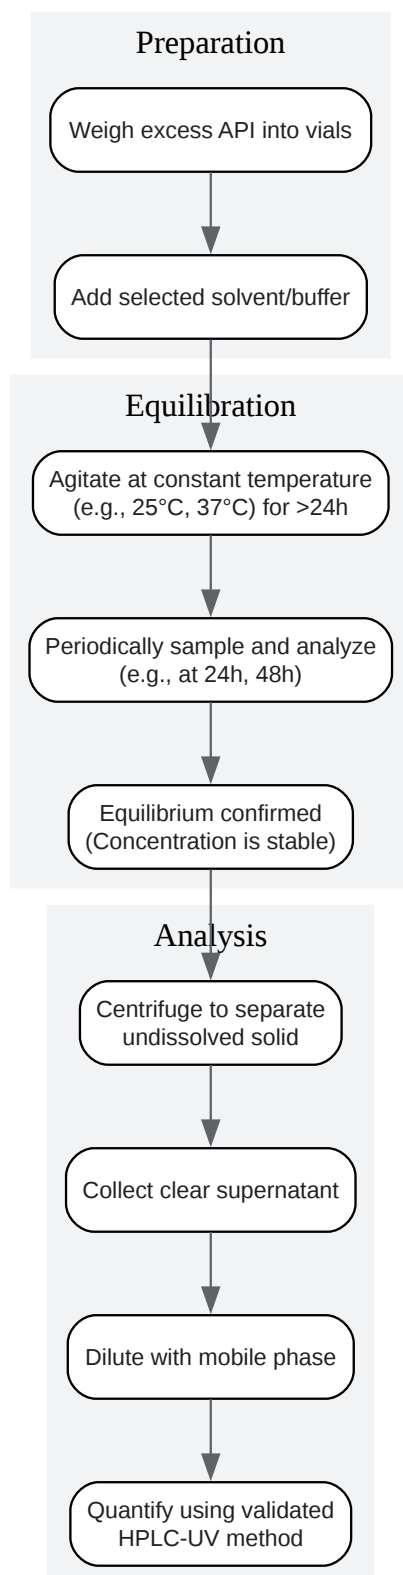 Preparation
Weigh excess API into vials
Add selected solvent/buffer
Equilibration
Agitate at constant temperature
(e.g., 25°C, 37°C) for >24h
Periodically sample and analyze
(e.g., at 24h, 48h)
Equilibrium confirmed
(Concentration is stable)
Analysis
Centrifuge to separate
undissolved solid
Collect clear supernatant
Dilute with mobile phase
Quantify using validated
HPLC-UV method